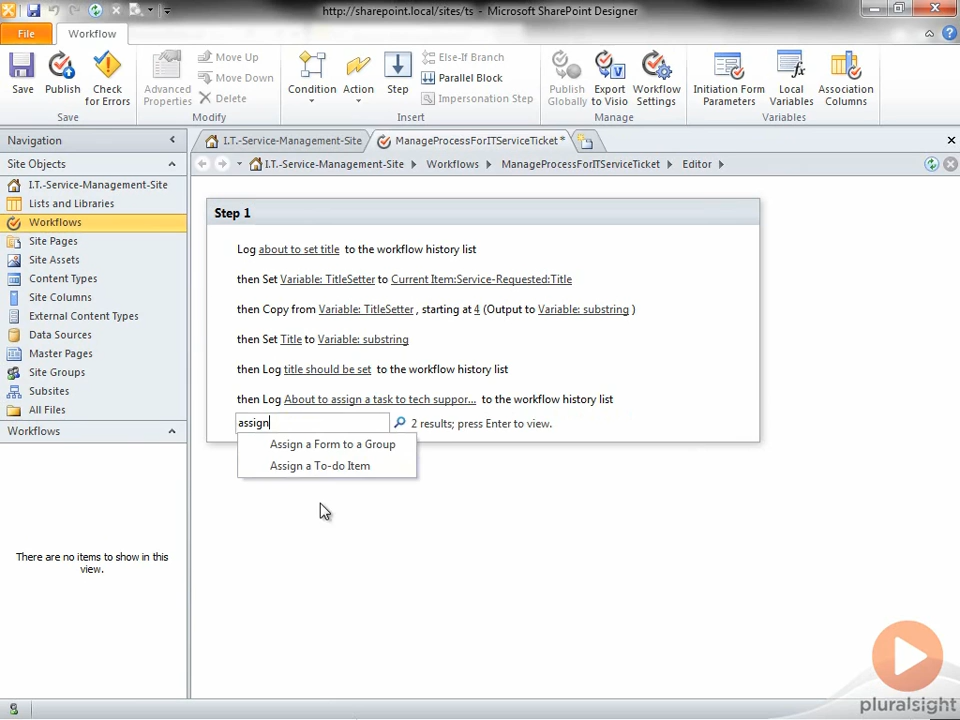 http://sharepoint.local/sites/ts - Microsoft SharePoint Designer
File
Workflow
Save
Publish
Check for Errors
Save
Advanced Properties
Move Up
Move Down
Delete
Modify
Condition
Action
Step
Else-If Branch
Parallel Block
Impersonation Step
Insert
Publish Globally
Export to Visio
Workflow Settings
Manage
Initiation Form Parameters
Local Variables
Association Columns
Variables
Navigation
I.T.-Service-Management-Site
ManageProcessForITServiceTicket *
Site Objects
I.T.-Service-Management-Site
Workflows
ManageProcessForITServiceTicket
Editor
I.T.-Service-Management-Site
Lists and Libraries
Workflows
Site Pages
Site Assets
Content Types
Site Columns
External Content Types
Data Sources
Master Pages
Site Groups
Subsites
All Files
Workflows
There are no items to show in this
view.
Step 1
Log about to set title to the workflow history list
then Set Variable: TitleSetter to Current Item:Service-Requested:Title
then Copy from Variable: TitleSetter , starting at 4 (Output to Variable: substring )
then Set Title to Variable: substring
then Log title should be set to the workflow history list
then Log About to assign a task to tech suppor... to the workflow history list
assign
2 results; press Enter to view.
Assign a Form to a Group
Assign a To-do Item
pluralsight